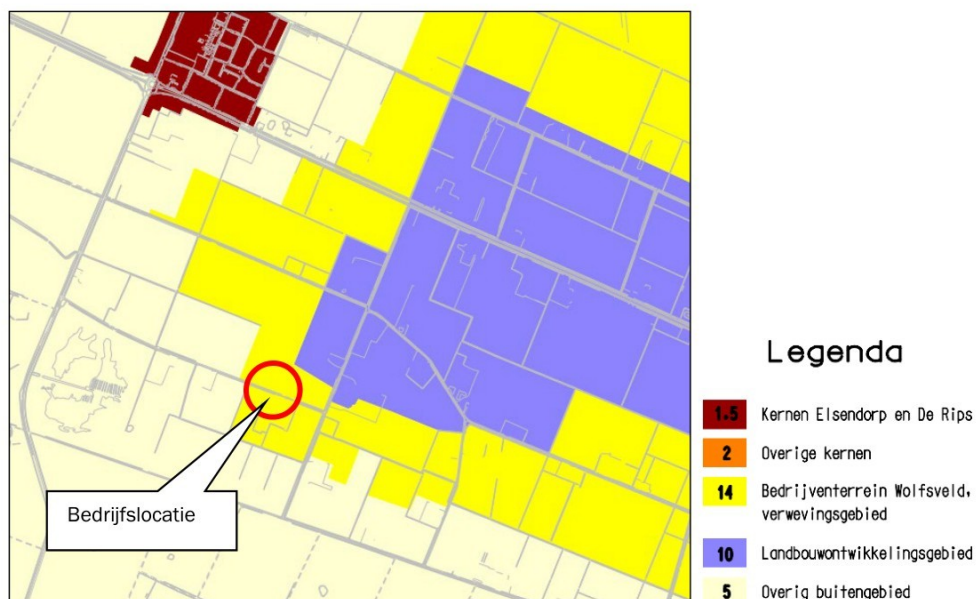 Bedrijfslocatie
Legenda
1.5 Kernen Elsendorp en De Rips
2 Overige kernen
14 Bedrijventerrein Wolfsveld,
verwevingsgebied
10 Landbouwontwikkelingsgebied
5 Overig buitengebied